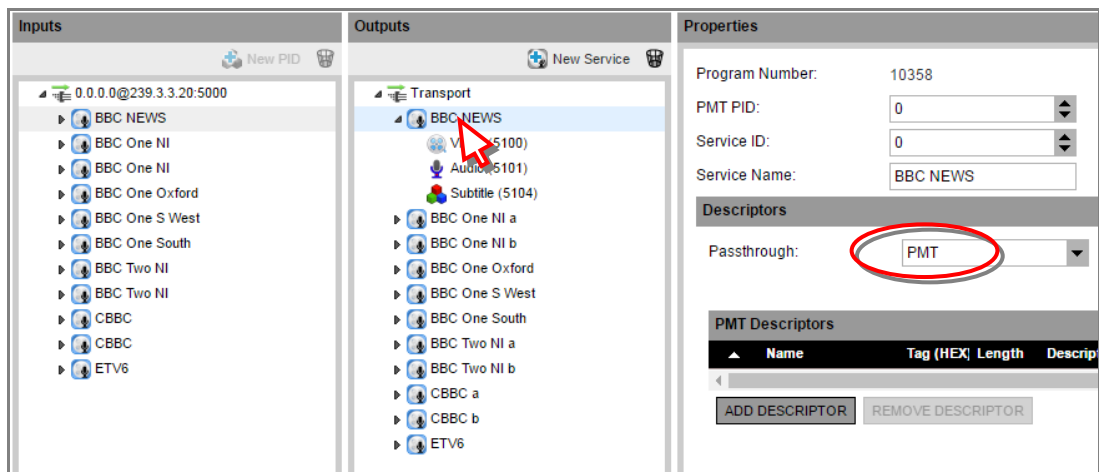 Inputs
New PID
0.0.0.0@239.3.3.20:5000
BBC NEWS
BBC One NI
BBC One NI
BBC One Oxford
BBC One S West
BBC One South
BBC Two NI
BBC Two NI
CBBC
CBBC
ETV6
Outputs
New Service
Transport
BBC NEWS
(5100)
Audio (5101)
Subtitle (5104)
BBC One NI a
BBC One NI b
BBC One Oxford
BBC One S West
BBC One South
BBC Two NI a
BBC Two NI b
CBBC a
CBBC b
ETV6
Properties
Program Number: 10358
PMT PID: 0
Service ID: 0
Service Name: BBC NEWS
Descriptors
Passthrough: PMT
PMT Descriptors
Name Tag (HEX) Length
ADD DESCRIPTOR REMOVE DESCRIPTOR